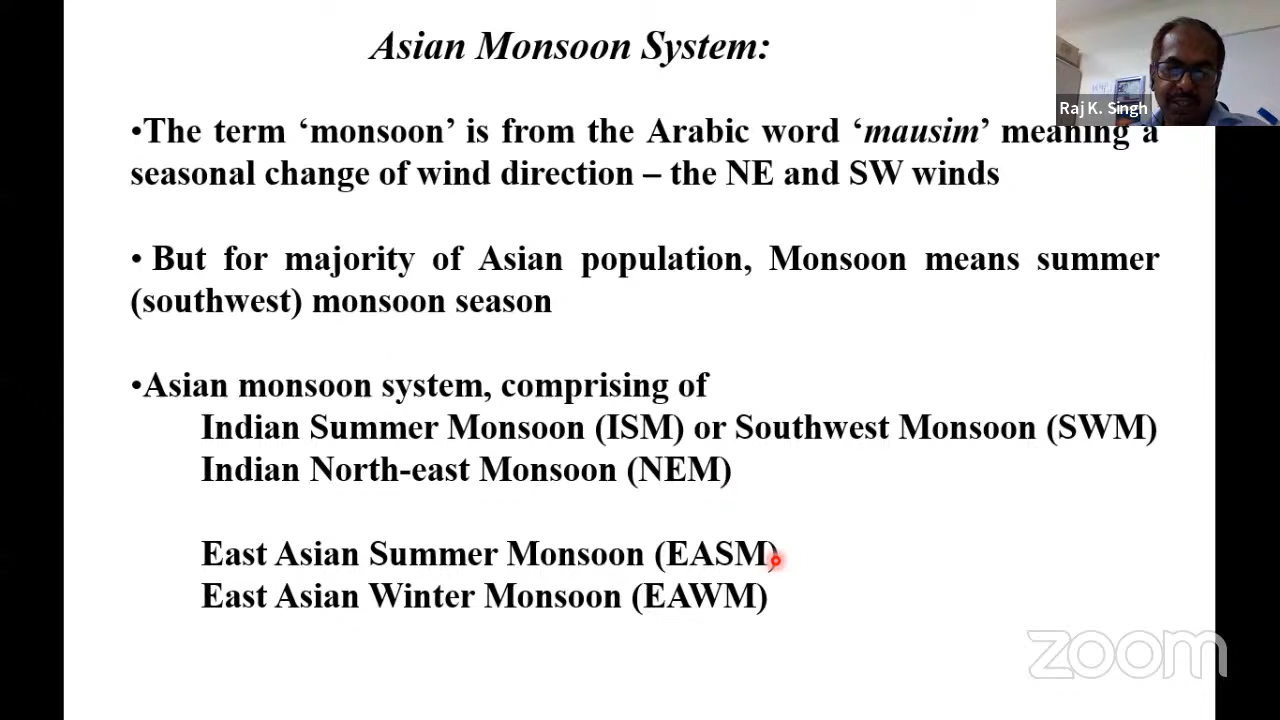 Asian Monsoon System:
Raj K. Singh
•The term ‘monsoon’ is from the Arabic word ‘mausim’ meaning a
seasonal change of wind direction – the NE and SW winds
• But for majority of Asian population, Monsoon means summer
(southwest) monsoon season
•Asian monsoon system, comprising of
Indian Summer Monsoon (ISM) or Southwest Monsoon (SWM)
Indian North-east Monsoon (NEM)
East Asian Summer Monsoon (EASM)
East Asian Winter Monsoon (EAWM)
zoom